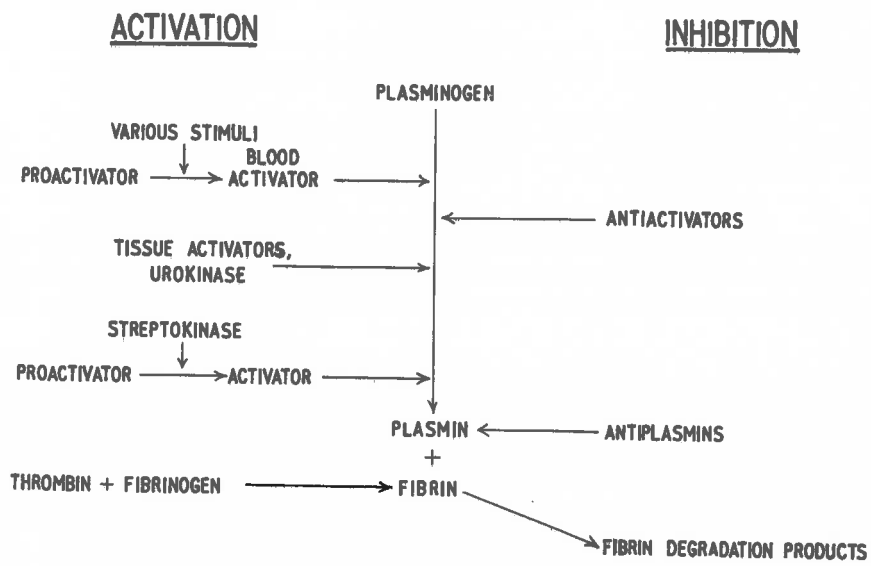 ACTIVATION
INHIBITION
PLASMINOGEN
VARIOUS STIMULI
BLOOD
PROACTIVATOR
ACTIVATOR
ANTIACTIVATORS
TISSUE ACTIVATORS,
UROKINASE
STREPTOKINASE
PROACTIVATOR
ACTIVATOR
PLASMIN
ANTIPLASMINS
+
THROMBIN + FIBRINOGEN
FIBRIN
FIBRIN DEGRADATION PRODUCTS